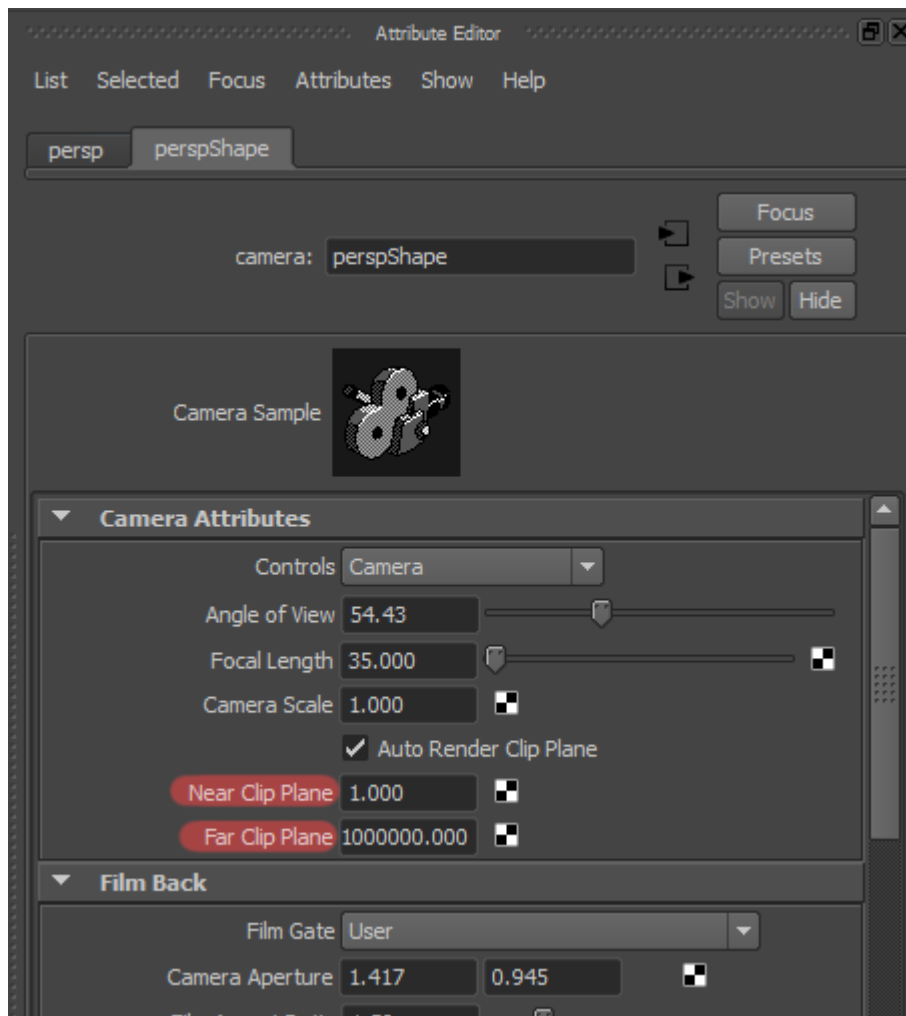 Attribute Editor
List Selected Focus Attributes Show Help
persp perspShape
Focus
camera: perspShape Presets
Show Hide
Camera Sample
Camera Attributes
Controls Camera
Angle of View 54.43
Focal Length 35.000
Camera Scale 1.000
Auto Render Clip Plane
Near Clip Plane 1.000
Far Clip Plane 1000000.000
Film Back
Film Gate User
Camera Aperture 1.417 0.945